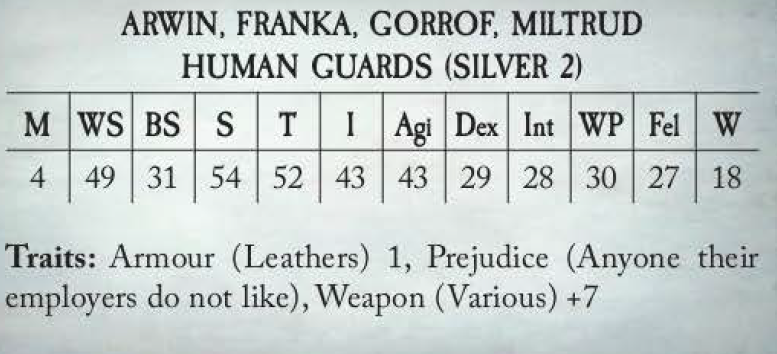 ARWIN, FRANKA, GORROF, MILTRUD
HUMAN GUARDS (SILVER 2)
M WS BS S T I Agi Dex Int WP Fel W
4 49 31 54 52 43 43 29 28 30 27 18
Traits: Armour (Leathers) 1, Prejudice (Anyone their
employers do not like), Weapon (Various) +7